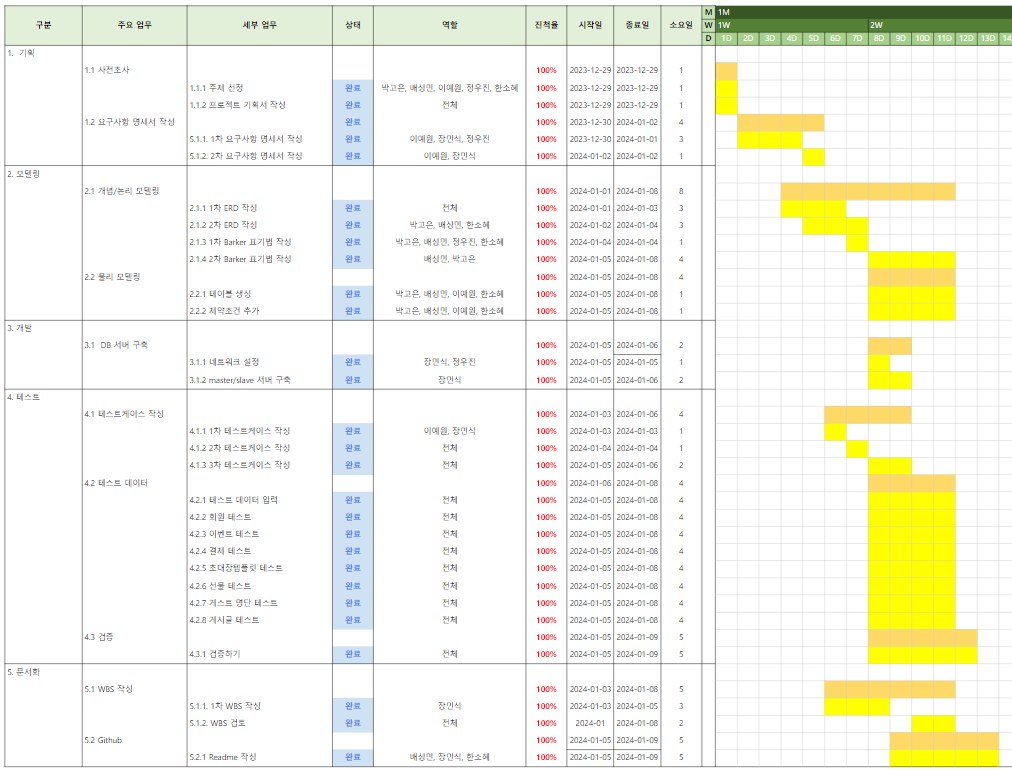 구분 주요 업무 세부 업무 상태 역할 진척율 시작일 종료일 소요일 M 1M
W 1W 2W
D 1D 2D 3D 4D 5D 6D 7D 8D 9D 10D 11D 12D 13D 14
1. 기획
1.1 사전조사 100% 2023-12-29 2023-12-29 1
1.1.1 주제 선정 완료 박고은, 배성민, 이예원, 정우진, 한소혜 100% 2023-12-29 2023-12-29 1
1.1.2 프로젝트 기획서 작성 완료 전체 100% 2023-12-29 2023-12-29 1
1.2 요구사항 명세서 작성 완료 100% 2023-12-30 2024-01-02 4
5.1.1. 1차 요구사항 명세서 작성 완료 이예원, 장민식, 정우진 100% 2023-12-30 2024-01-01 3
5.1.2. 2차 요구사항 명세서 작성 완료 이예원, 장민식 100% 2024-01-02 2024-01-02 1
2. 모델링
2.1 개념/논리 모델링 100% 2024-01-01 2024-01-08 8
2.1.1 1차 ERD 작성 완료 전체 100% 2024-01-01 2024-01-03 3
2.1.2 2차 ERD 작성 완료 박고은, 배성민, 한소혜 100% 2024-01-02 2024-01-04 3
2.1.3 1차 Barker 표기법 작성 완료 박고은, 배성민, 정우진, 한소혜 100% 2024-01-04 2024-01-04 1
2.1.4 2차 Barker 표기법 작성 완료 배성민, 박고은 100% 2024-01-05 2024-01-08 4
2.2 물리 모델링 100% 2024-01-05 2024-01-08 4
2.2.1 테이블 생성 완료 박고은, 배성민, 이예원, 한소혜 100% 2024-01-05 2024-01-08 1
2.2.2 제약조건 추가 완료 박고은, 배성민, 이예원, 한소혜 100% 2024-01-05 2024-01-08 1
3. 개발
3.1 DB 서버 구축 100% 2024-01-05 2024-01-06 2
3.1.1 네트워크 설정 완료 장민식, 정우진 100% 2024-01-05 2024-01-05 1
3.1.2 master/slave 서버 구축 완료 장민식 100% 2024-01-05 2024-01-06 2
4. 테스트
4.1 테스트케이스 작성 100% 2024-01-03 2024-01-06 4
4.1.1 1차 테스트케이스 작성 완료 이예원, 장민식 100% 2024-01-03 2024-01-03 1
4.1.2 2차 테스트케이스 작성 완료 전체 100% 2024-01-04 2024-01-04 1
4.1.3 3차 테스트케이스 작성 완료 전체 100% 2024-01-05 2024-01-06 2
4.2 테스트 데이터 100% 2024-01-06 2024-01-08 4
4.2.1 테스트 데이터 입력 완료 전체 100% 2024-01-05 2024-01-08 4
4.2.2 회원 테스트 완료 전체 100% 2024-01-05 2024-01-08 4
4.2.3 이벤트 테스트 완료 전체 100% 2024-01-05 2024-01-08 4
4.2.4 결제 테스트 완료 전체 100% 2024-01-05 2024-01-08 4
4.2.5 초대장템플릿 테스트 완료 전체 100% 2024-01-05 2024-01-08 4
4.2.6 선물 테스트 완료 전체 100% 2024-01-05 2024-01-08 4
4.2.7 게스트 명단 테스트 완료 전체 100% 2024-01-05 2024-01-08 4
4.2.8 게시글 테스트 완료 전체 100% 2024-01-05 2024-01-08 4
4.3 검증 100% 2024-01-05 2024-01-09 5
4.3.1 검증하기 완료 전체 100% 2024-01-05 2024-01-09 5
5. 문서화
5.1 WBS 작성 100% 2024-01-03 2024-01-08 5
5.1.1. 1차 WBS 작성 완료 장민식 100% 2024-01-03 2024-01-05 3
5.1.2. WBS 검토 완료 전체 100% 2024-01 2024-01-08 2
5.2 Github 100% 2024-01-05 2024-01-09 5
5.2.1 Readme 작성 완료 배성민, 장민식, 한소혜 100% 2024-01-05 2024-01-09 5